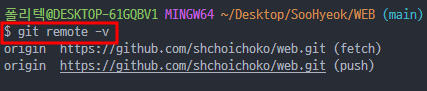 폴리텍@DESKTOP-61GQBV1 MINGW64 ~/Desktop/SooHyeok/WEB (main)
$ git remote -v
origin  https://github.com/shchoichoko/web.git (fetch)
origin  https://github.com/shchoichoko/web.git (push)